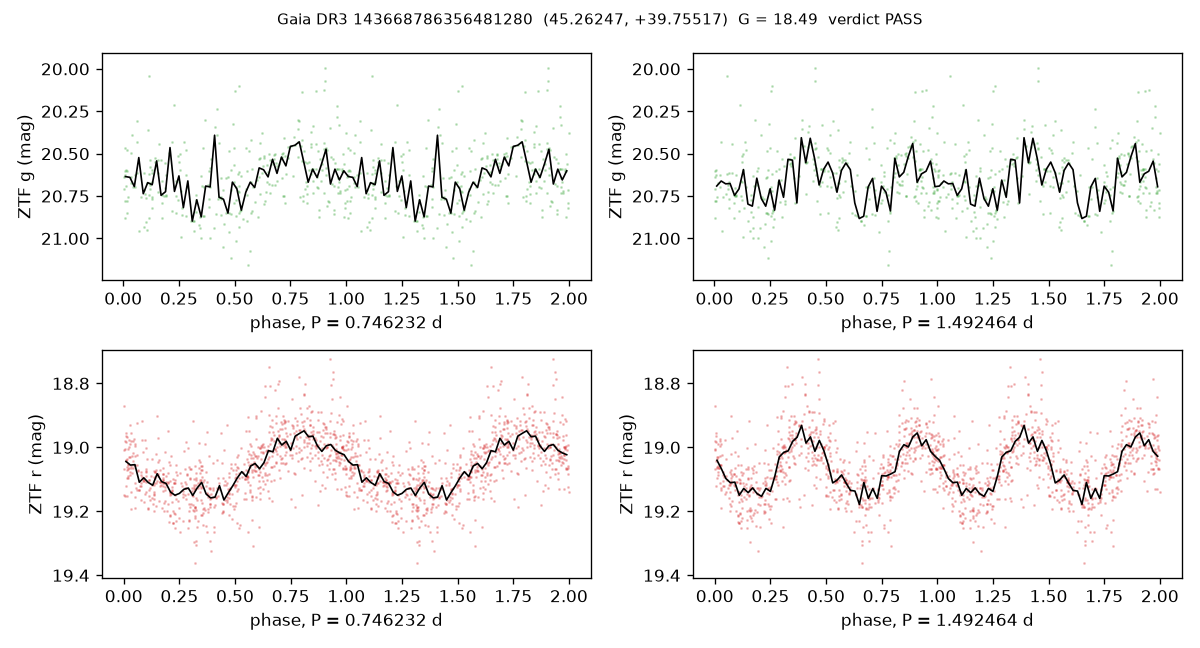 Gaia DR3 143668786356481280  (45.26247, +39.75517)  G = 18.49  verdict PASS
ZTF g (mag)
20.00
20.25
20.50
20.75
21.00
0.00 0.25 0.50 0.75 1.00 1.25 1.50 1.75 2.00
phase, P = 0.746232 d
ZTF g (mag)
20.00
20.25
20.50
20.75
21.00
0.00 0.25 0.50 0.75 1.00 1.25 1.50 1.75 2.00
phase, P = 1.492464 d
ZTF r (mag)
18.8
19.0
19.2
19.4
0.00 0.25 0.50 0.75 1.00 1.25 1.50 1.75 2.00
phase, P = 0.746232 d
ZTF r (mag)
18.8
19.0
19.2
19.4
0.00 0.25 0.50 0.75 1.00 1.25 1.50 1.75 2.00
phase, P = 1.492464 d